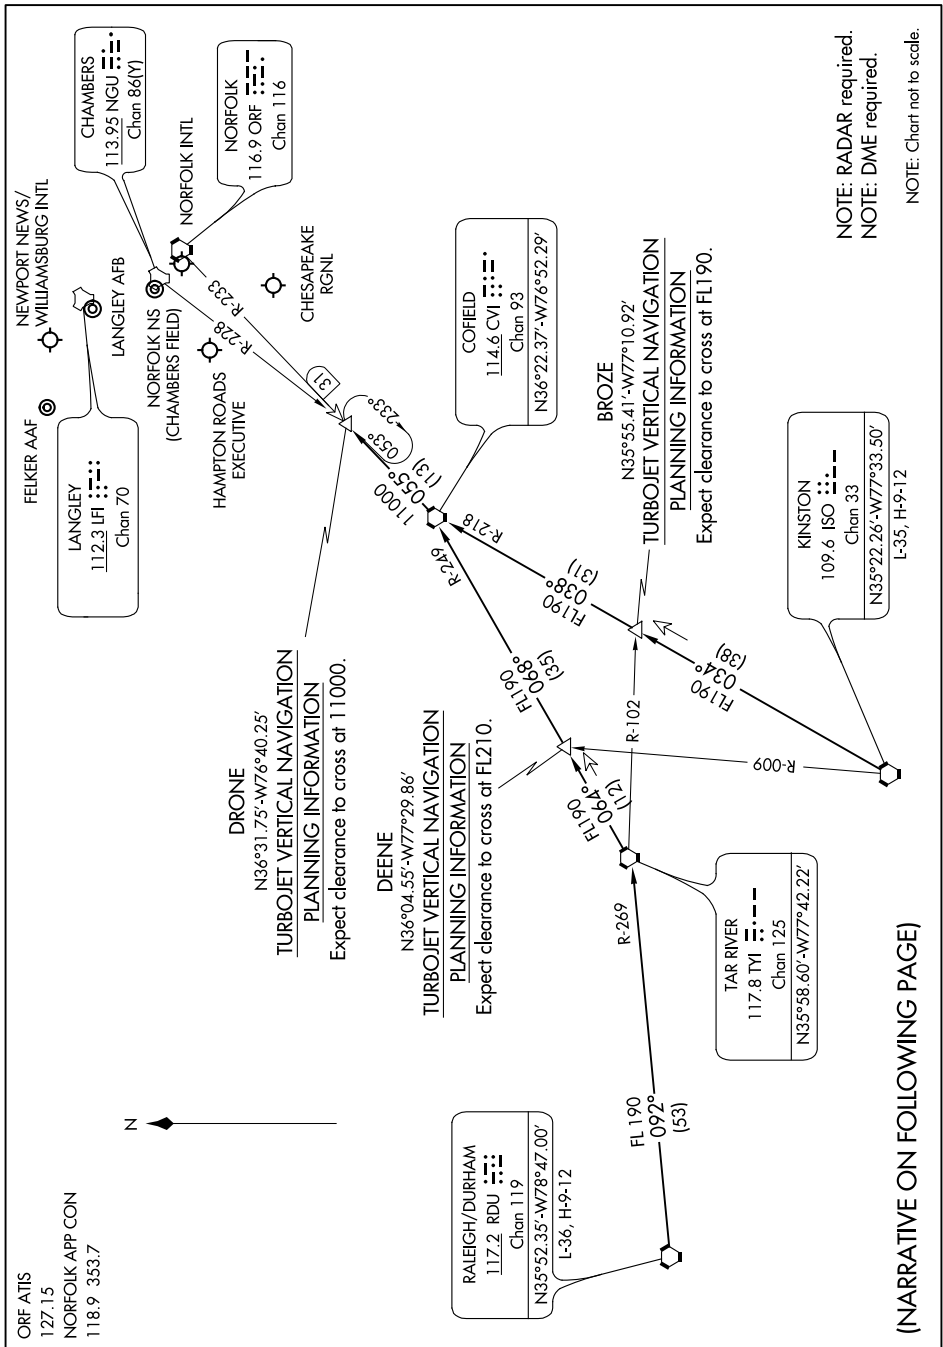 ORF ATIS
127.15
NORFOLK APP CON
118.9 353.7
N
FELKER AAF
NEWPORT NEWS/
WILLIAMSBURG INTL
LANGLEY
112.3 LFI
Chan 70
LANGLEY AFB
CHAMBERS
113.95 NGU
Chan 86(Y)
NORFOLK NS
(CHAMBERS FIELD)
NORFOLK INTL
NORFOLK
116.9 ORF
Chan 116
HAMPTON ROADS
EXECUTIVE
CHESAPEAKE
RGNL
R-228
R-233
31
233°
053°
11000
055°
(13)
DRONE
N36°31.75'-W76°40.25'
TURBOJET VERTICAL NAVIGATION
PLANNING INFORMATION
Expect clearance to cross at 11000.
DEENE
N36°04.55'-W77°29.86'
TURBOJET VERTICAL NAVIGATION
PLANNING INFORMATION
Expect clearance to cross at FL210.
COFIELD
114.6 CVI
Chan 93
N36°22.37'-W76°52.29'
R-249
R-218
FL190
068°
(35)
FL190
038°
(31)
BROZE
N35°55.41'-W77°10.92'
TURBOJET VERTICAL NAVIGATION
PLANNING INFORMATION
Expect clearance to cross at FL190.
R-102
R-009
FL190
064°
(12)
FL190
034°
(38)
KINSTON
109.6 ISO
Chan 33
N35°22.26'-W77°33.50'
L-35, H-9-12
R-269
TAR RIVER
117.8 TYI
Chan 125
N35°58.60'-W77°42.22'
FL 190
092°
(53)
RALEIGH/DURHAM
117.2 RDU
Chan 119
N35°52.35'-W78°47.00'
L-36, H-9-12
NOTE: RADAR required.
NOTE: DME required.
NOTE: Chart not to scale.
(NARRATIVE ON FOLLOWING PAGE)